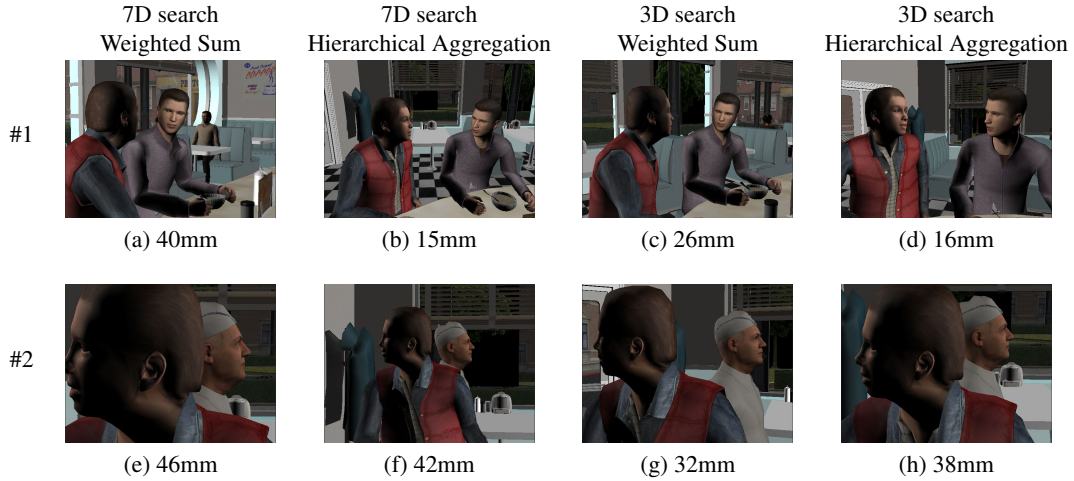 7D search
Weighted Sum
7D search
Hierarchical Aggregation
3D search
Weighted Sum
3D search
Hierarchical Aggregation
#1
(a) 40mm
(b) 15mm
(c) 26mm
(d) 16mm
#2
(e) 46mm
(f) 42mm
(g) 32mm
(h) 38mm